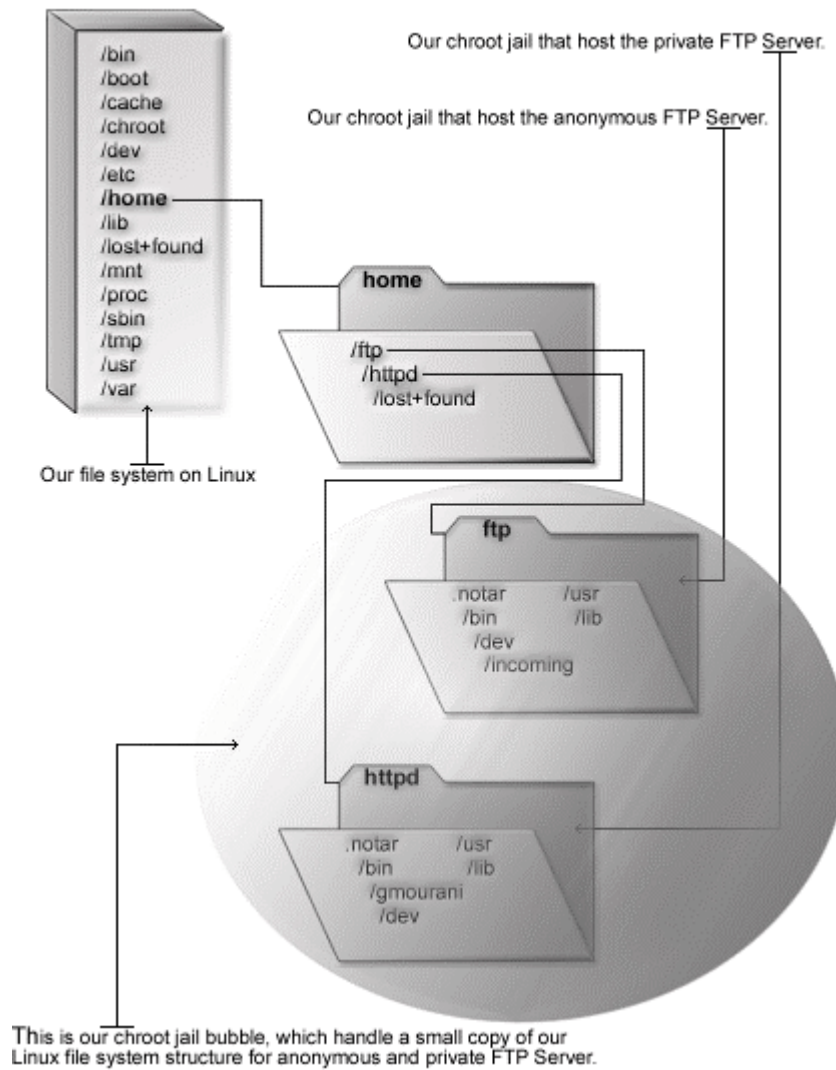 Our chroot jail that host the private FTP Server.
Our chroot jail that host the anonymous FTP Server.
/bin
/boot
/cache
/chroot
/dev
/etc
/home
/lib
/lost+found
/mnt
/proc
/sbin
/tmp
/usr
/var
Our file system on Linux
home
/ftp
/httpd
/lost+found
ftp
.notar /usr
/bin /lib
/dev
/incoming
httpd
.notar /usr
/bin /lib
/gmourani
/dev
This is our chroot jail bubble, which handle a small copy of our
Linux file system structure for anonymous and private FTP Server.